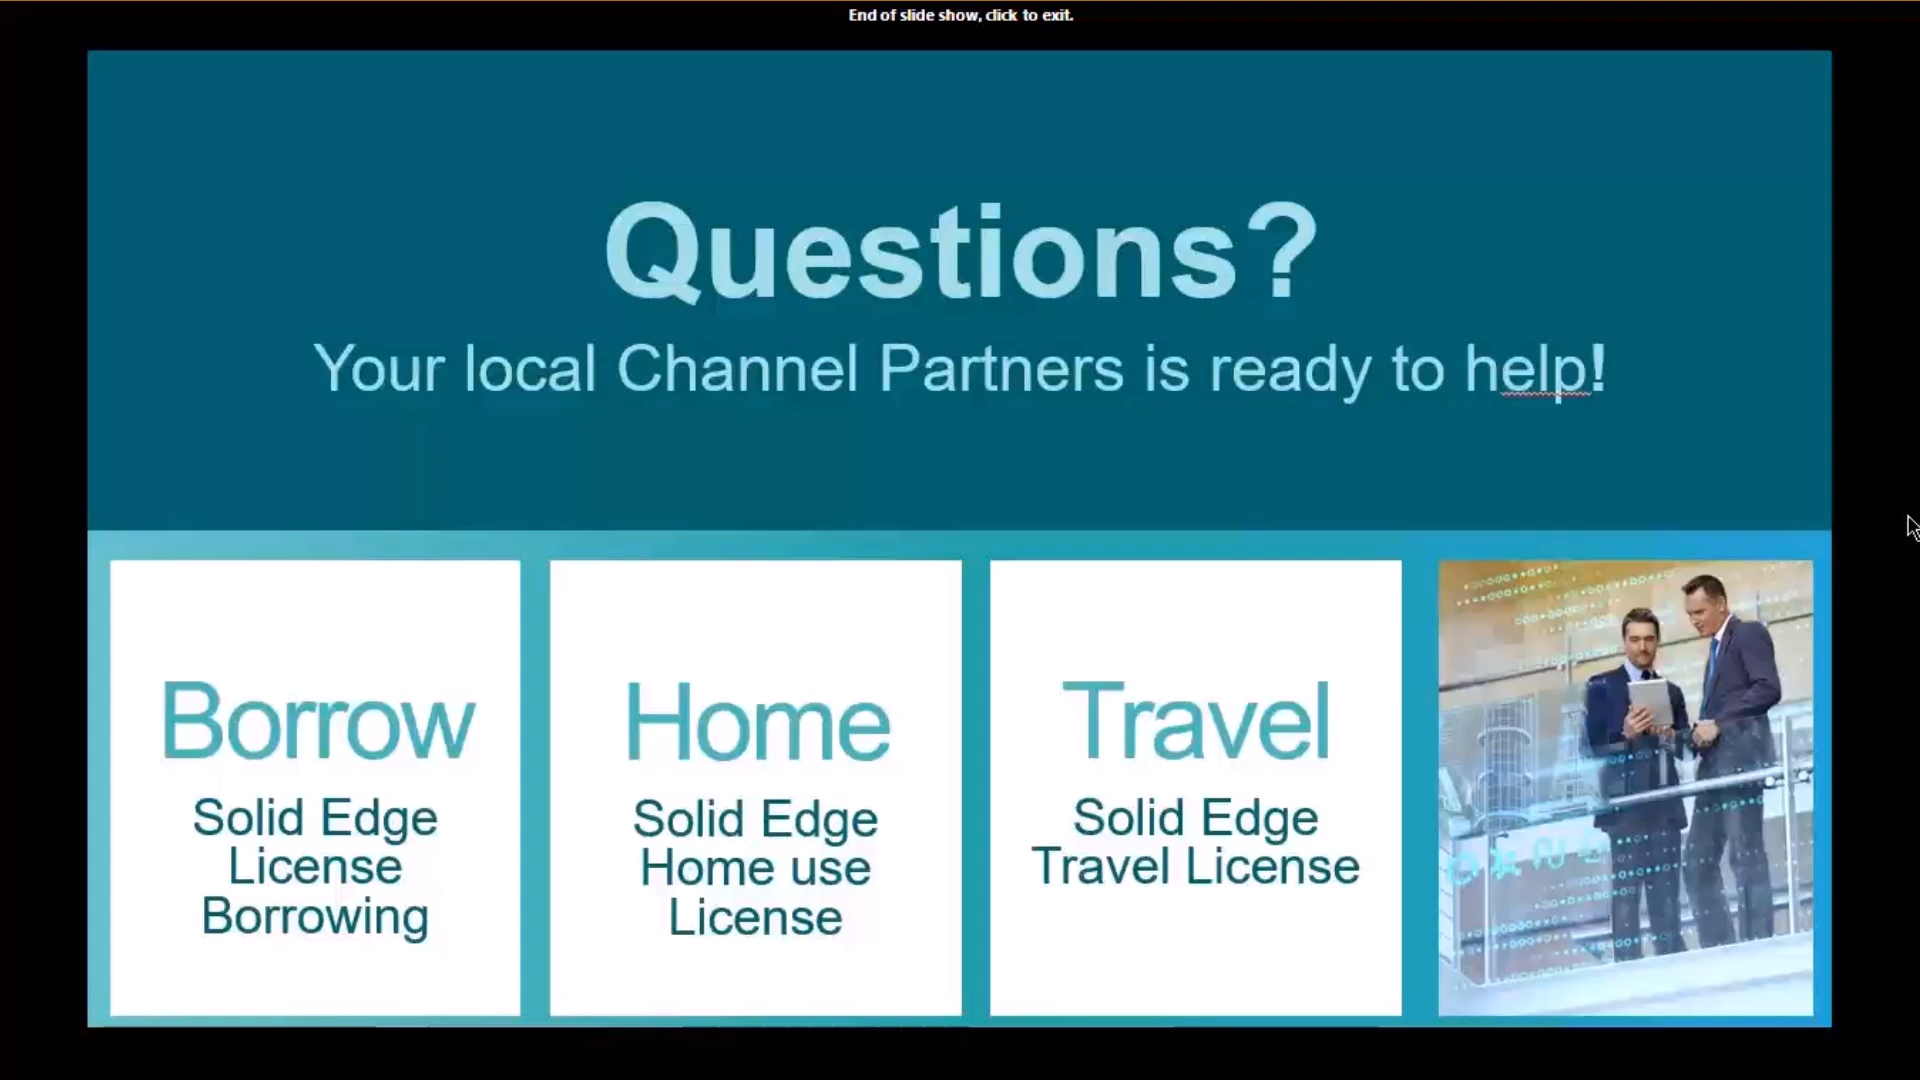 End of slide show, click to exit.
Questions?
Your local Channel Partners is ready to help!
Borrow
Solid Edge
License
Borrowing
Home
Solid Edge
Home use
License
Travel
Solid Edge
Travel License